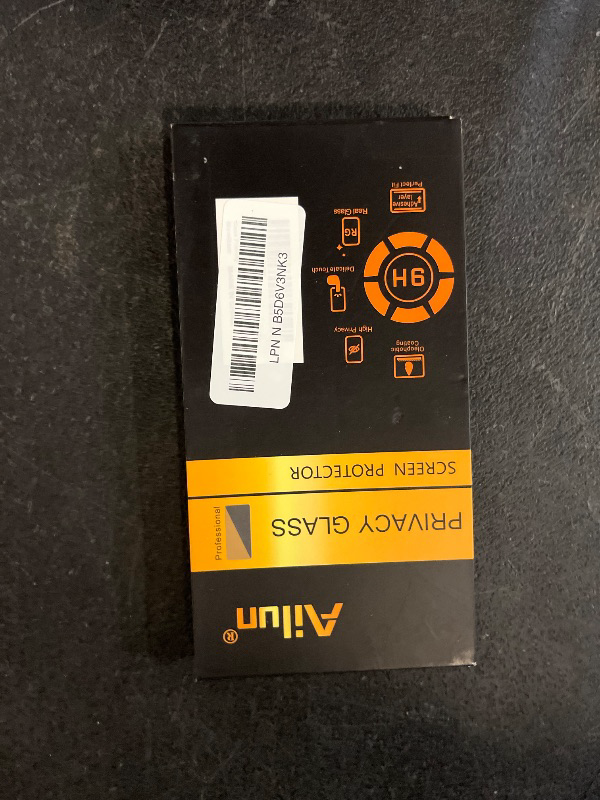 Ailun®
PRIVACY GLASS
Professional
SCREEN PROTECTOR
Oleophobic
Coating
High Privacy
9H
Delicate Touch
RG
Real Glass
Adhesive
layer
Perfect Fit
LPN N B5D6V3NK3